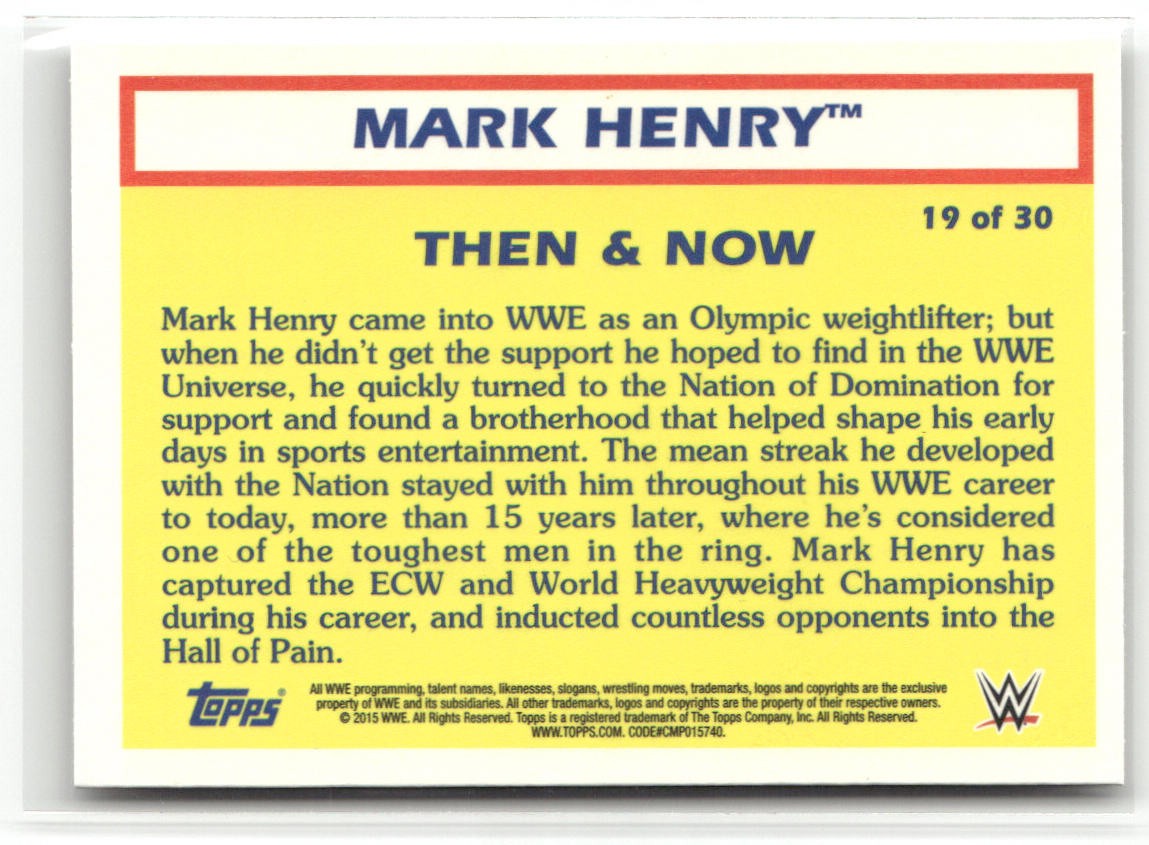 MARK HENRY™
19 of 30
THEN & NOW
Mark Henry came into WWE as an Olympic weightlifter; but
when he didn't get the support he hoped to find in the WWE
Universe, he quickly turned to the Nation of Domination for
support and found a brotherhood that helped shape his early
days in sports entertainment. The mean streak he developed
with the Nation stayed with him throughout his WWE career
to today, more than 15 years later, where he's considered
one of the toughest men in the ring. Mark Henry has
captured the ECW and World Heavyweight Championship
during his career, and inducted countless opponents into the
Hall of Pain.
topps®
All WWE programming, talent names, likenesses, slogans, wrestling moves, trademarks, logos and copyrights are the exclusive
property of WWE and its subsidiaries. All other trademarks, logos and copyrights are the property of their respective owners.
© 2015 WWE. All Rights Reserved. Topps is a registered trademark of The Topps Company, Inc. All Rights Reserved.
WWW.TOPPS.COM. CODE#CMP015740.
W